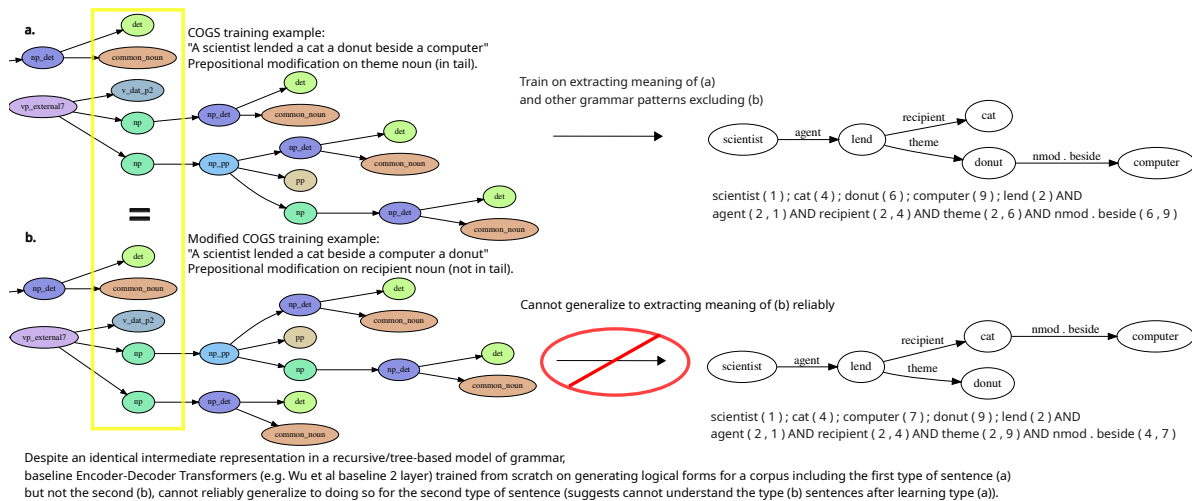 a.
COGS training example:
"A scientist lended a cat a donut beside a computer"
Prepositional modification on theme noun (in tail).
det
np_det
common_noun
vp_external7
v_dat_p2
np
np_det
det
common_noun
np
np_pp
np_det
det
common_noun
pp
np
np_det
det
common_noun
Train on extracting meaning of (a)
and other grammar patterns excluding (b)
scientist
agent
lend
recipient
cat
theme
donut
nmod . beside
computer
scientist ( 1 ) ; cat ( 4 ) ; donut ( 6 ) ; computer ( 9 ) ; lend ( 2 ) AND
agent ( 2 , 1 ) AND recipient ( 2 , 4 ) AND theme ( 2 , 6 ) AND nmod . beside ( 6 , 9 )
=
b.
Modified COGS training example:
"A scientist lended a cat beside a computer a donut"
Prepositional modification on recipient noun (not in tail).
det
np_det
common_noun
vp_external7
v_dat_p2
np
np_pp
np_det
det
common_noun
pp
np
np_det
det
common_noun
np
np_det
det
common_noun
Cannot generalize to extracting meaning of (b) reliably
scientist
agent
lend
recipient
cat
nmod . beside
computer
theme
donut
scientist ( 1 ) ; cat ( 4 ) ; computer ( 7 ) ; donut ( 9 ) ; lend ( 2 ) AND
agent ( 2 , 1 ) AND recipient ( 2 , 4 ) AND theme ( 2 , 9 ) AND nmod . beside ( 4 , 7 )
Despite an identical intermediate representation in a recursive/tree-based model of grammar,
baseline Encoder-Decoder Transformers (e.g. Wu et al baseline 2 layer) trained from scratch on generating logical forms for a corpus including the first type of sentence (a)
but not the second (b), cannot reliably generalize to doing so for the second type of sentence (suggests cannot understand the type (b) sentences after learning type (a)).